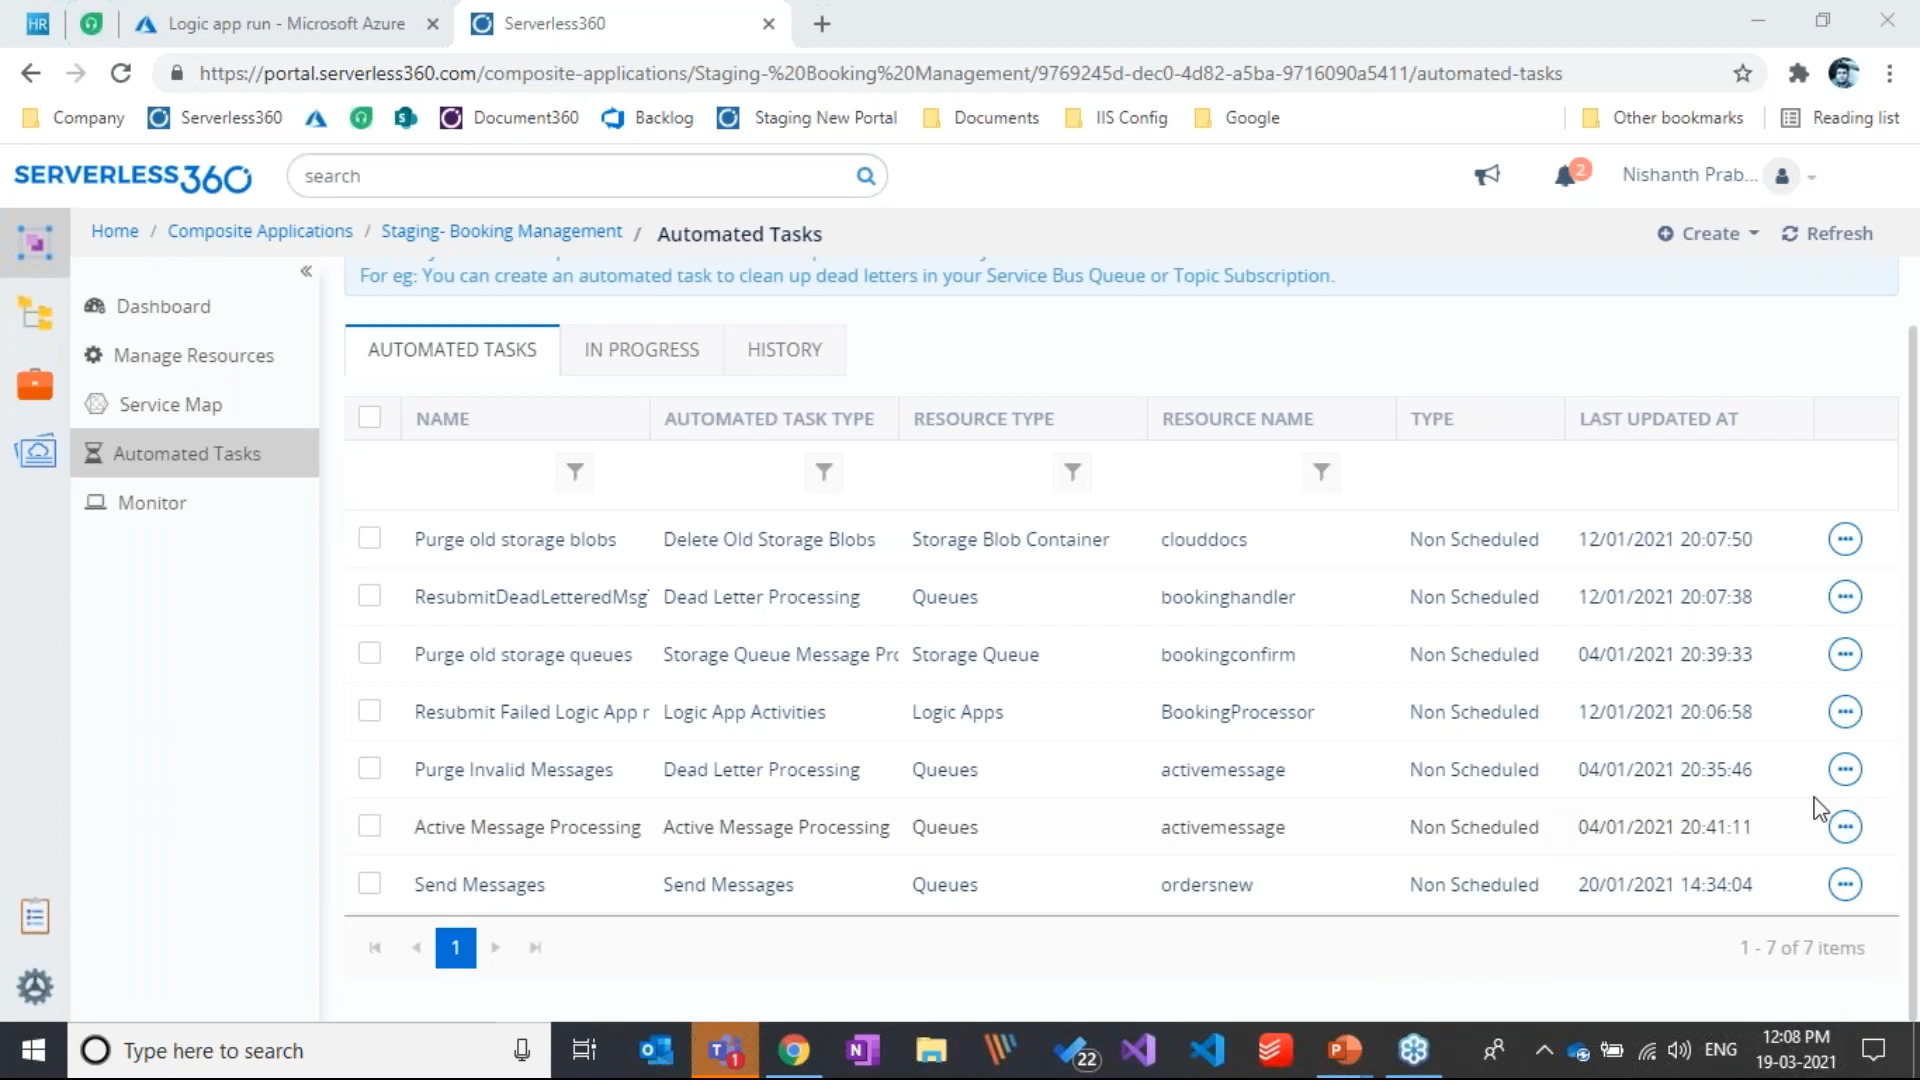 HR
Logic app run - Microsoft Azure
Serverless360
https://portal.serverless360.com/composite-applications/Staging-%20Booking%20Management/9769245d-dec0-4d82-a5ba-9716090a5411/automated-tasks
Company
Serverless360
Document360
Backlog
Staging New Portal
Documents
IIS Config
Google
Other bookmarks
Reading list
SERVERLESS360
search
2
Nishanth Prab...
Home / Composite Applications / Staging- Booking Management / Automated Tasks
Create
Refresh
For eg: You can create an automated task to clean up dead letters in your Service Bus Queue or Topic Subscription.
Dashboard
Manage Resources
Service Map
Automated Tasks
Monitor
AUTOMATED TASKS IN PROGRESS HISTORY
NAME AUTOMATED TASK TYPE RESOURCE TYPE RESOURCE NAME TYPE LAST UPDATED AT
Purge old storage blobs Delete Old Storage Blobs Storage Blob Container clouddocs Non Scheduled 12/01/2021 20:07:50
ResubmitDeadLetteredMsg Dead Letter Processing Queues bookinghandler Non Scheduled 12/01/2021 20:07:38
Purge old storage queues Storage Queue Message Pro Storage Queue bookingconfirm Non Scheduled 04/01/2021 20:39:33
Resubmit Failed Logic App r Logic App Activities Logic Apps BookingProcessor Non Scheduled 12/01/2021 20:06:58
Purge Invalid Messages Dead Letter Processing Queues activemessage Non Scheduled 04/01/2021 20:35:46
Active Message Processing Active Message Processing Queues activemessage Non Scheduled 04/01/2021 20:41:11
Send Messages Send Messages Queues ordersnew Non Scheduled 20/01/2021 14:34:04
1
1 - 7 of 7 items
Type here to search
1
22
ENG
12:08 PM
19-03-2021